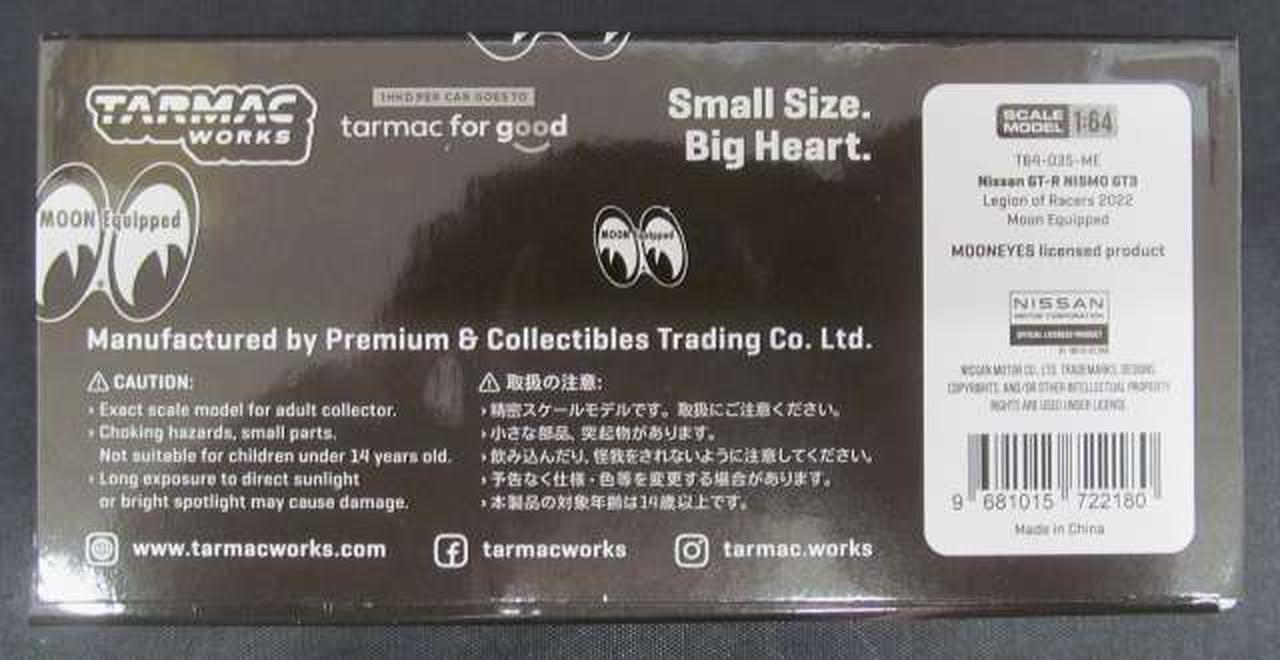 TARMAC
WORKS
1HKD PER CAR GOES TO
tarmac for good
Small Size.
Big Heart.
MOON Equipped
MOON Equipped
Manufactured by Premium & Collectibles Trading Co. Ltd.
CAUTION:
› Exact scale model for adult collector.
› Choking hazards, small parts.
Not suitable for children under 14 years old.
› Long exposure to direct sunlight
or bright spotlight may cause damage.
取扱の注意:
› 精密スケールモデルです。取扱にご注意ください。
› 小さな部品、突起物があります。
› 飲み込んだり、怪我をされないように注意してください。
› 予告なく仕様・色等を変更する場合があります。
› 本製品の対象年齢は14歳以上です。
www.tarmacworks.com
tarmacworks
tarmac.works
SCALE
MODEL 1:64
T64-035-ME
Nissan GT-R NISMO GT3
Legion of Racers 2022
Moon Equipped
MOONEYES licensed product
NISSAN
MOTOR CORPORATION
OFFICIAL LICENSED PRODUCT
NISSAN MOTOR CO., LTD. TRADEMARKS, DESIGNS,
COPYRIGHTS, AND/OR OTHER INTELLECTUAL PROPERTY
RIGHTS ARE USED UNDER LICENSE.
9 681015 722180
Made in China